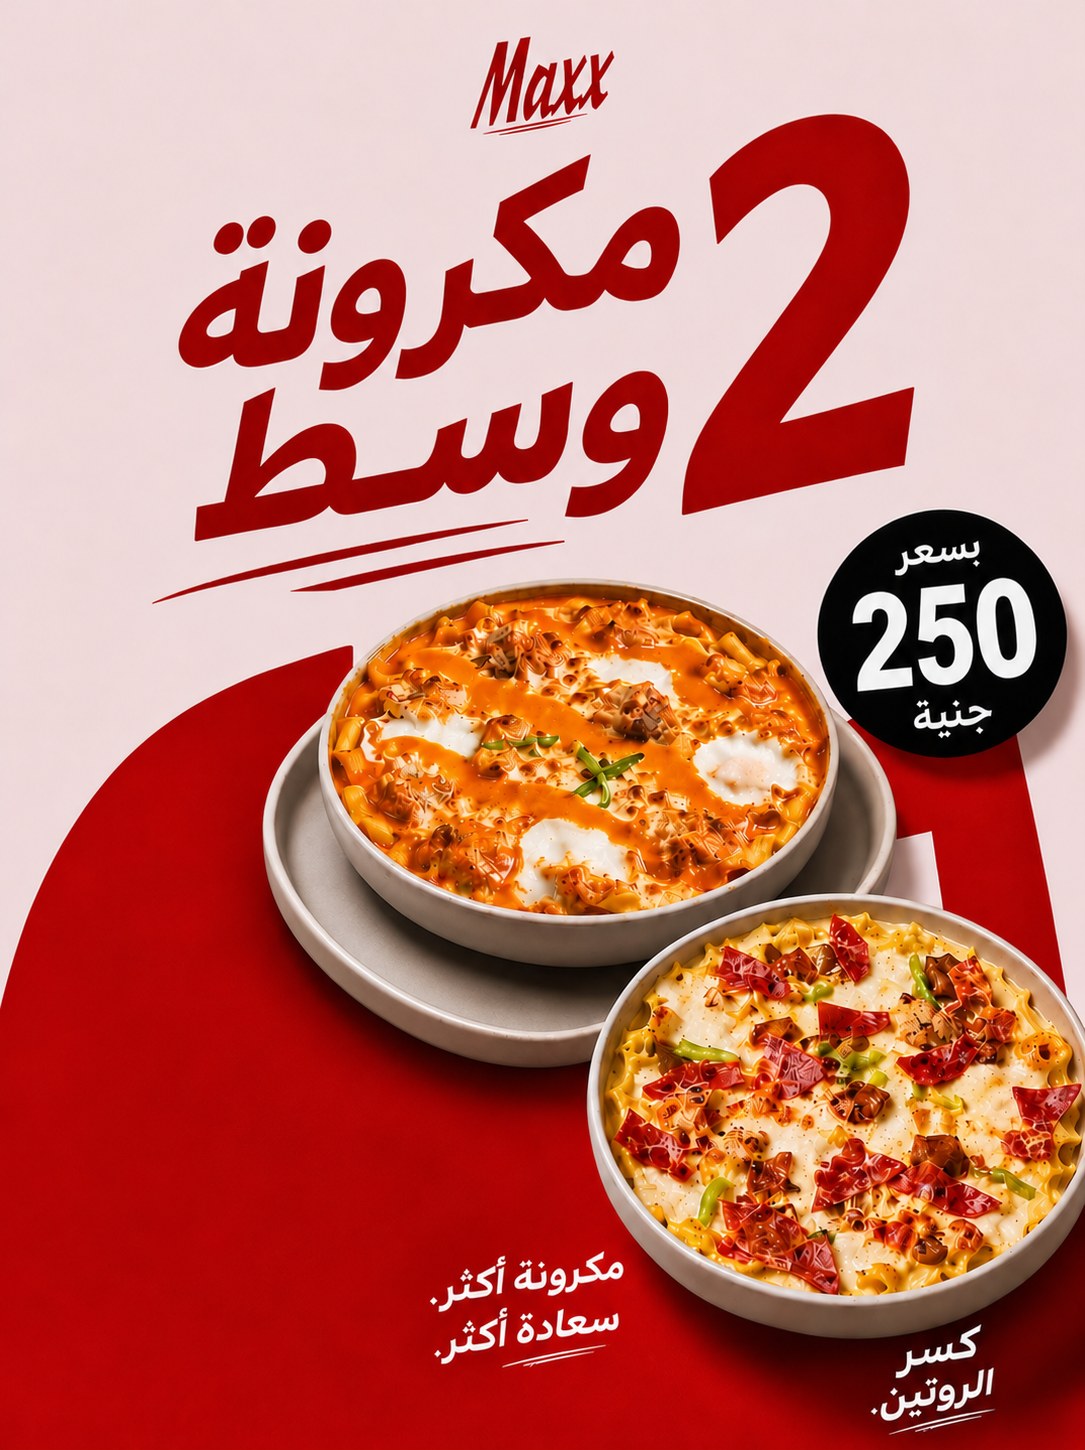 Maxx
2 مكرونة
وسط
بسعر
250
جنية
مكرونة أكثر.
سعادة أكثر.
كسر
الروتين.